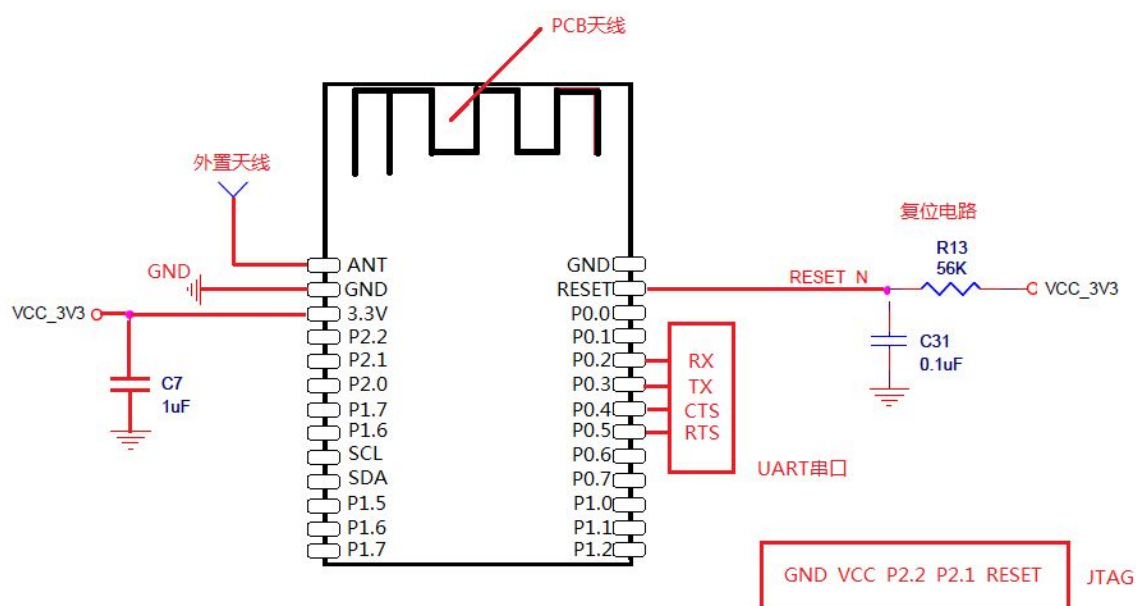 PCB天线
外置天线
复位电路
R13
56K
GND
VCC_3V3
C7
1uF
ANT
GND
3.3V
P2.2
P2.1
P2.0
P1.7
P1.6
SCL
SDA
P1.5
P1.6
P1.7
GND
RESET
P0.0
P0.1
P0.2
P0.3
P0.4
P0.5
P0.6
P0.7
P1.0
P1.1
P1.2
RESET N
VCC_3V3
C31
0.1uF
RX
TX
CTS
RTS
UART串口
GND VCC P2.2 P2.1 RESET
JTAG